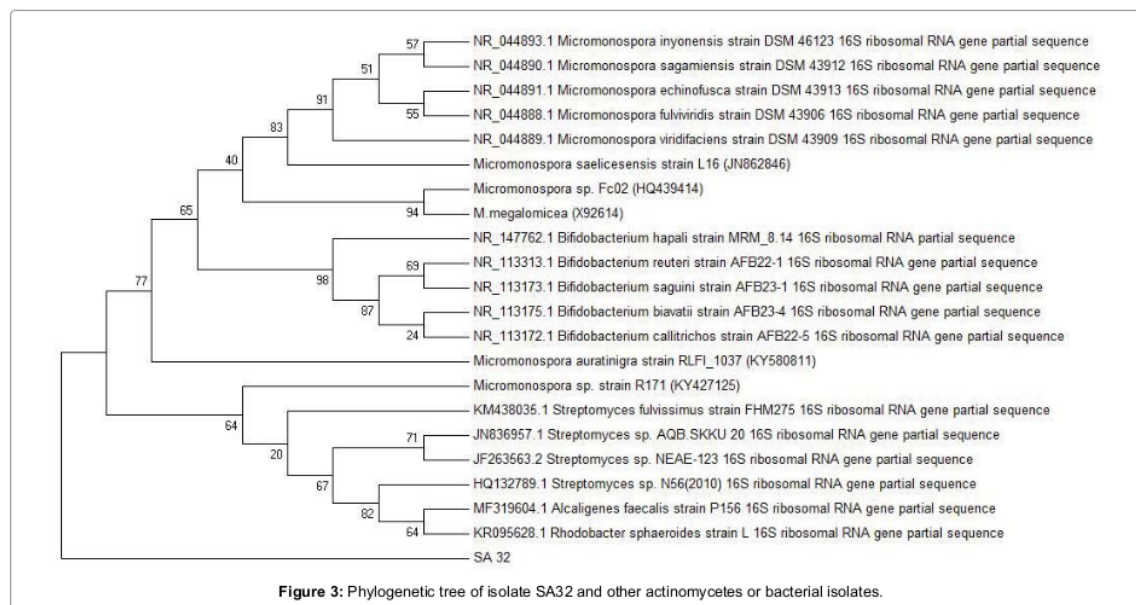 57
NR_044893.1 Micromonospora inyonensis strain DSM 46123 16S ribosomal RNA gene partial sequence
NR_044890.1 Micromonospora sagamiensis strain DSM 43912 16S ribosomal RNA gene partial sequence
51
NR_044891.1 Micromonospora echinofusca strain DSM 43913 16S ribosomal RNA gene partial sequence
91
55
NR_044888.1 Micromonospora fulviviridis strain DSM 43906 16S ribosomal RNA gene partial sequence
83
NR_044889.1 Micromonospora viridifaciens strain DSM 43909 16S ribosomal RNA gene partial sequence
40
Micromonospora saelicesensis strain L16 (JN862846)
Micromonospora sp. Fc02 (HQ439414)
65
94
M.megalomicea (X92614)
NR_147762.1 Bifidobacterium hapali strain MRM_8.14 16S ribosomal RNA partial sequence
69
NR_113313.1 Bifidobacterium reuteri strain AFB22-1 16S ribosomal RNA gene partial sequence
77
98
NR_113173.1 Bifidobacterium saguini strain AFB23-1 16S ribosomal RNA gene partial sequence
87
NR_113175.1 Bifidobacterium biavatii strain AFB23-4 16S ribosomal RNA gene partial sequence
24
NR_113172.1 Bifidobacterium callitrichos strain AFB22-5 16S ribosomal RNA gene partial sequence
Micromonospora auratinigra strain RLFI_1037 (KY580811)
Micromonospora sp. strain R171 (KY427125)
64
KM438035.1 Streptomyces fulvissimus strain FHM275 16S ribosomal RNA gene partial sequence
71
JN836957.1 Streptomyces sp. AQB.SKKU 20 16S ribosomal RNA gene partial sequence
20
JF263563.2 Streptomyces sp. NEAE-123 16S ribosomal RNA gene partial sequence
67
HQ132789.1 Streptomyces sp. N56(2010) 16S ribosomal RNA gene partial sequence
82
MF319604.1 Alcaligenes faecalis strain P156 16S ribosomal RNA gene partial sequence
64
KR095628.1 Rhodobacter sphaeroides strain L 16S ribosomal RNA gene partial sequence
SA 32
Figure 3: Phylogenetic tree of isolate SA32 and other actinomycetes or bacterial isolates.